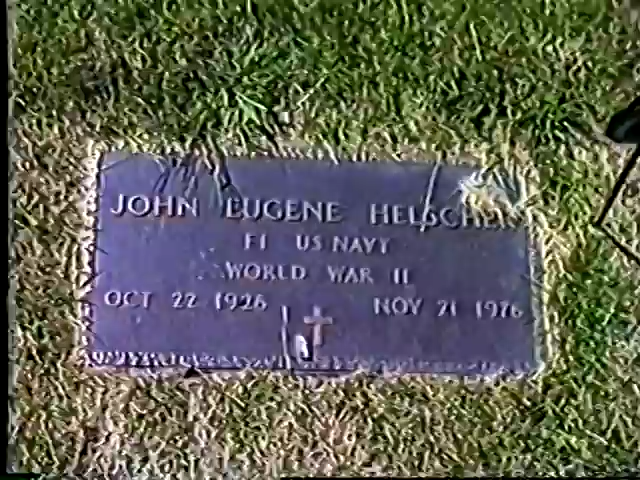 JOHN EUGENE HELSCHER
F1 US NAVY
WORLD WAR II
OCT 22 1926 NOV 21 1976